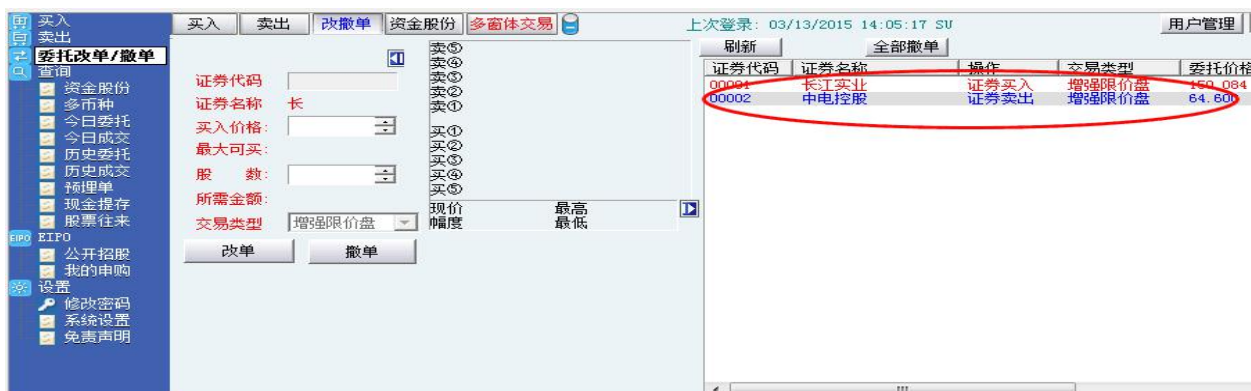 买入
卖出
委托改单/撤单
查询
资金股份
多币种
今日委托
今日成交
历史委托
历史成交
预埋单
现金提存
股票往来
EIPO EIPO
公开招股
我的申购
设置
修改密码
系统设置
免责声明
买入 卖出 改撤单 资金股份 多窗体交易
上次登录: 03/13/2015 14:05:17 SU
用户管理
证券代码
证券名称 长
买入价格:
最大可买:
股 数:
所需金额:
交易类型 增强限价盘
改单 撤单
卖⑤
卖④
卖③
卖②
卖①
买①
买②
买③
买④
买⑤
现价 最高
幅度 最低
刷新 全部撤单
证券代码 证券名称 操作 交易类型 委托价格
00001 长江实业 证券买入 增强限价盘 150.084
00002 中电控股 证券卖出 增强限价盘 64.600